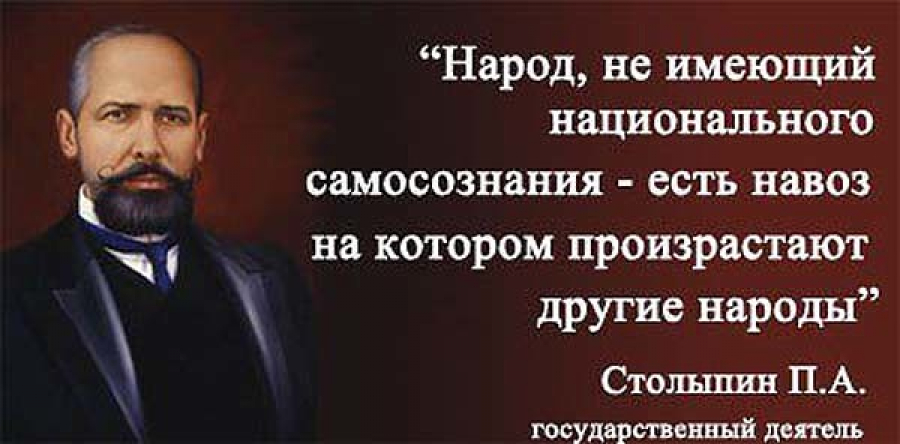 “Народ, не имеющий
национального
самосознания - есть навоз
на котором произрастают
другие народы”
Столыпин П.А.
государственный деятель